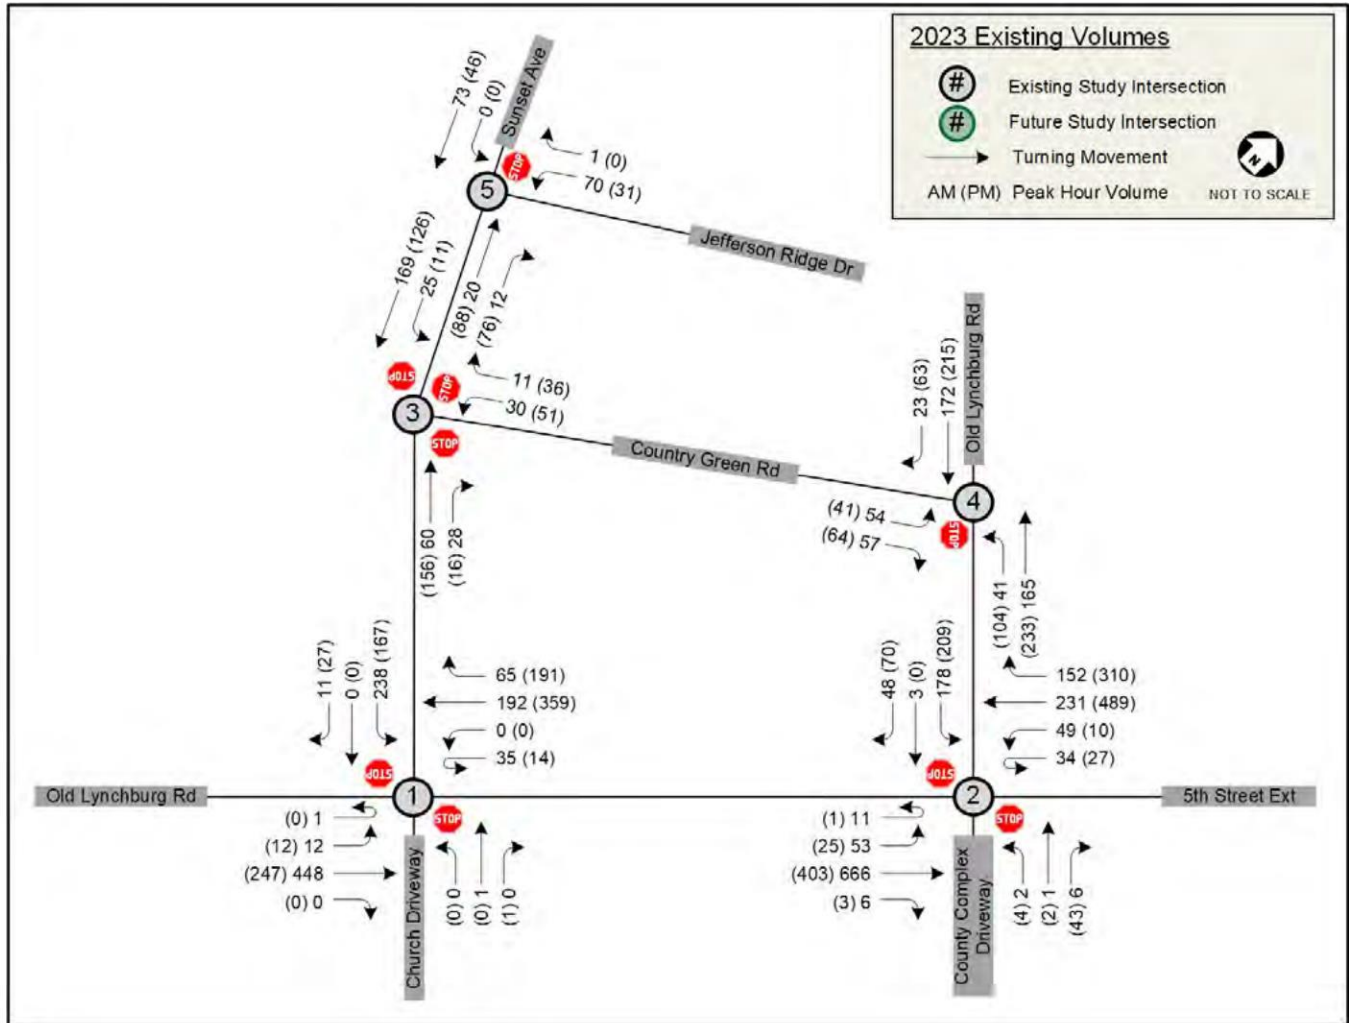 2023 Existing Volumes
# Existing Study Intersection
# Future Study Intersection
Turning Movement
AM (PM) Peak Hour Volume
N
NOT TO SCALE
Sunset Ave
73 (46)
0 (0)
STOP
1 (0)
70 (31)
5
Jefferson Ridge Dr
169 (126)
25 (11)
(88) 20
(76) 12
STOP
STOP
11 (36)
30 (51)
3
STOP
Country Green Rd
(156) 60
(16) 28
Old Lynchburg Rd
23 (63)
172 (215)
4
(41) 54
(64) 57
STOP
(104) 41
(233) 165
11 (27)
0 (0)
238 (167)
65 (191)
192 (359)
0 (0)
35 (14)
48 (70)
3 (0)
178 (209)
152 (310)
231 (489)
49 (10)
34 (27)
STOP
STOP
Old Lynchburg Rd
1
2
5th Street Ext
STOP
STOP
(0) 1
(12) 12
(247) 448
(0) 0
Church Driveway
(0) 0
(0) 1
(1) 0
(1) 11
(25) 53
(403) 666
(3) 6
County Complex
Driveway
(4) 2
(2) 1
(43) 6